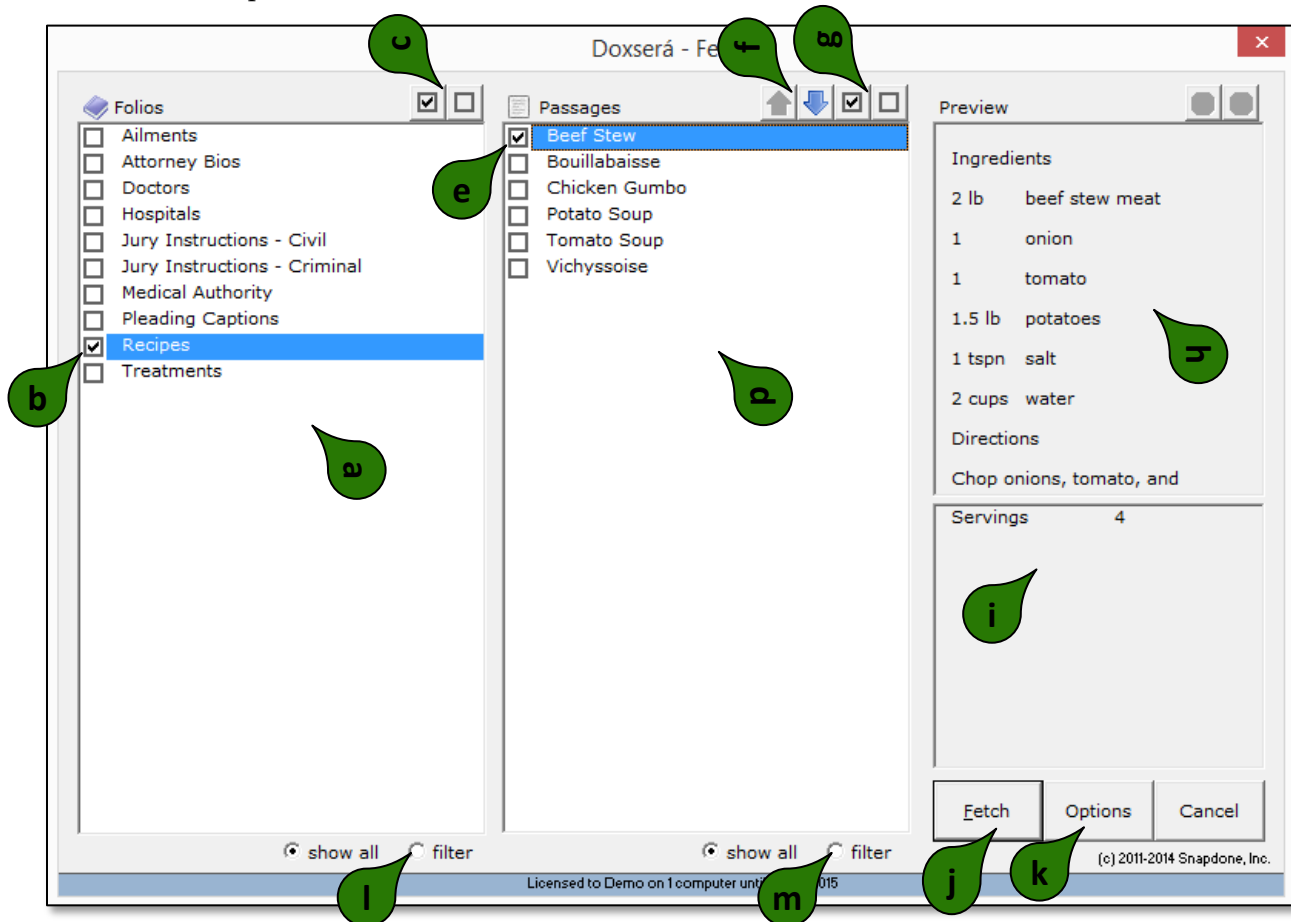 Doxserá - Fe
Folios
Ailments
Attorney Bios
Doctors
Hospitals
Jury Instructions - Civil
Jury Instructions - Criminal
Medical Authority
Pleading Captions
Recipes
Treatments
show all filter
Passages
Beef Stew
Bouillabaisse
Chicken Gumbo
Potato Soup
Tomato Soup
Vichyssoise
show all filter
Preview
Ingredients
2 lb beef stew meat
1 onion
1 tomato
1.5 lb potatoes
1 tspn salt
2 cups water
Directions
Chop onions, tomato, and
Servings 4
Fetch Options Cancel
(c) 2011-2014 Snapdone, Inc.
Licensed to Demo on 1 computer until 015
a
b
c
d
e
f
g
h
i
j
k
l
m